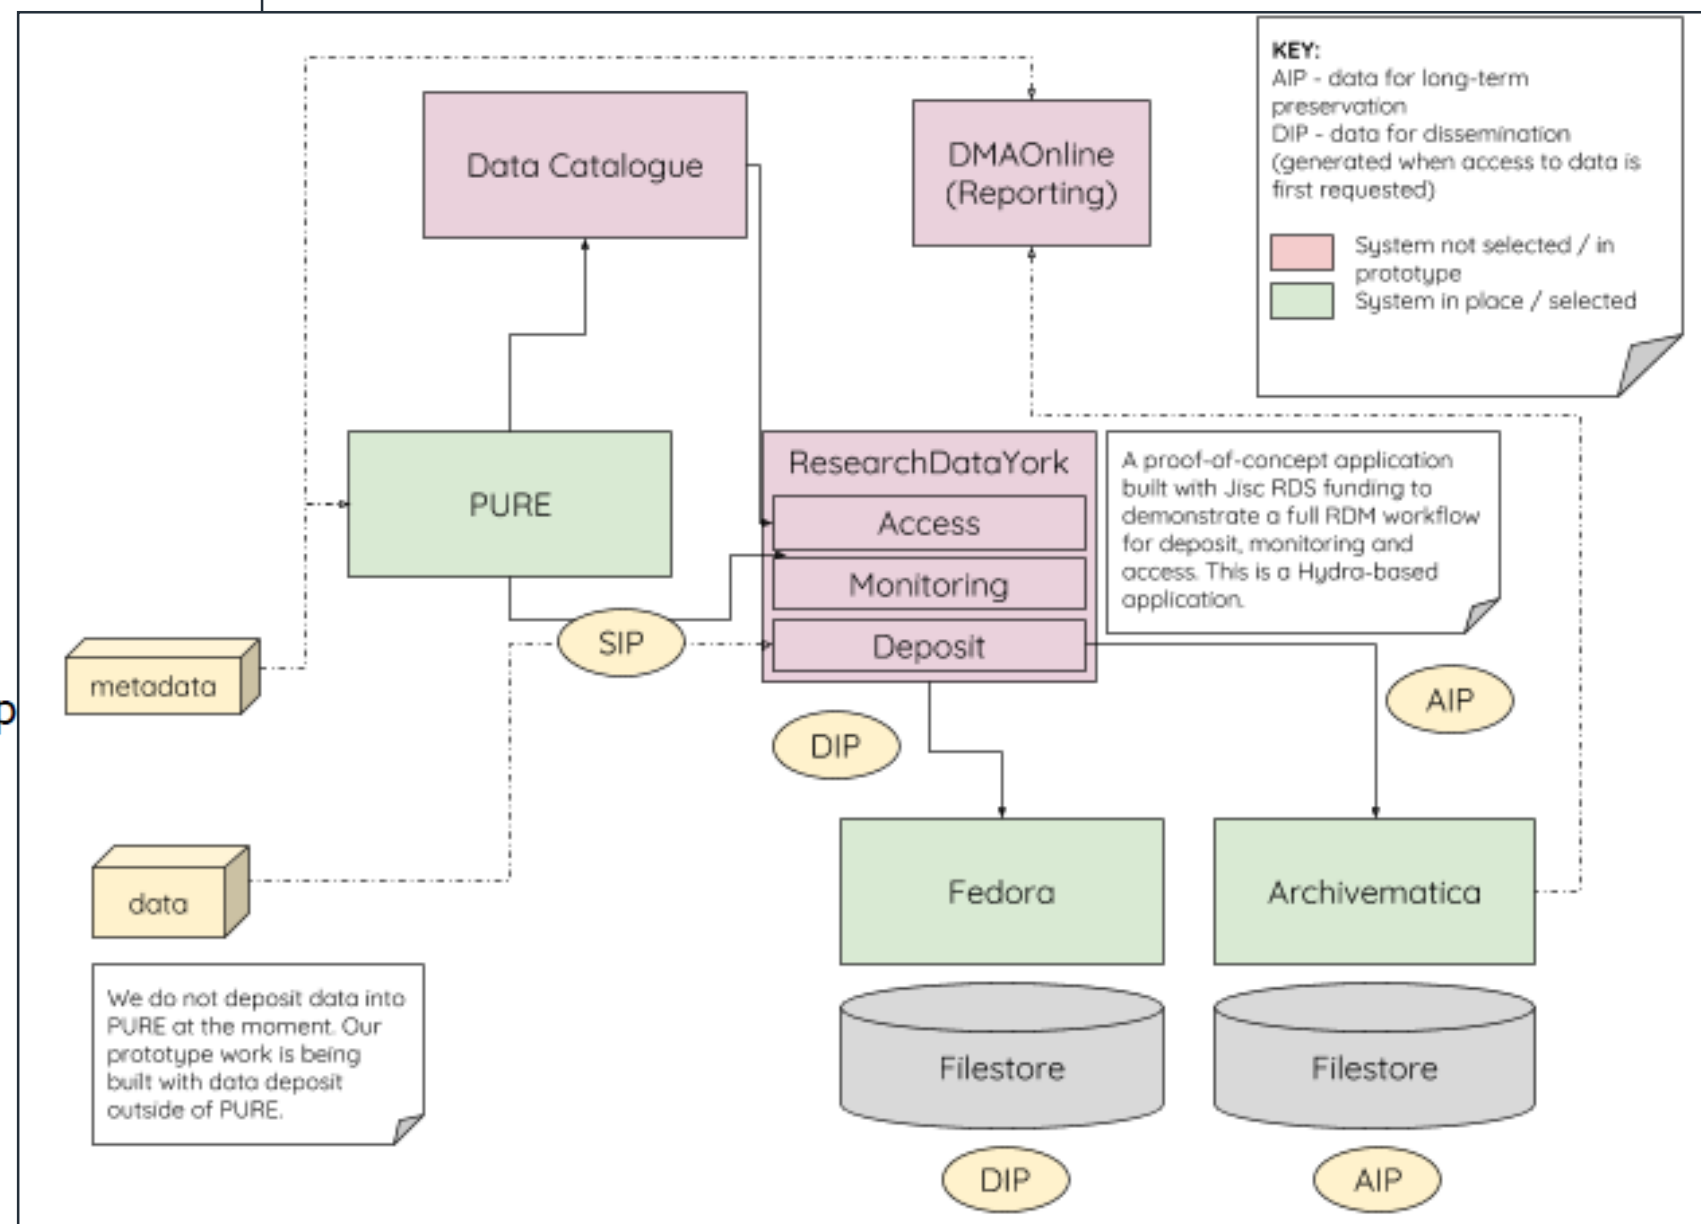 KEY:
AIP - data for long-term
preservation
DIP - data for dissemination
(generated when access to data is
first requested)
System not selected / in
prototype
System in place / selected
Data Catalogue
DMAOnline
(Reporting)
PURE
ResearchDataYork
Access
Monitoring
Deposit
A proof-of-concept application
built with Jisc RDS funding to
demonstrate a full RDM workflow
for deposit, monitoring and
access. This is a Hydra-based
application.
SIP
metadata
p
DIP
AIP
data
Fedora
Archivematica
We do not deposit data into
PURE at the moment. Our
prototype work is being
built with data deposit
outside of PURE.
Filestore
Filestore
DIP
AIP